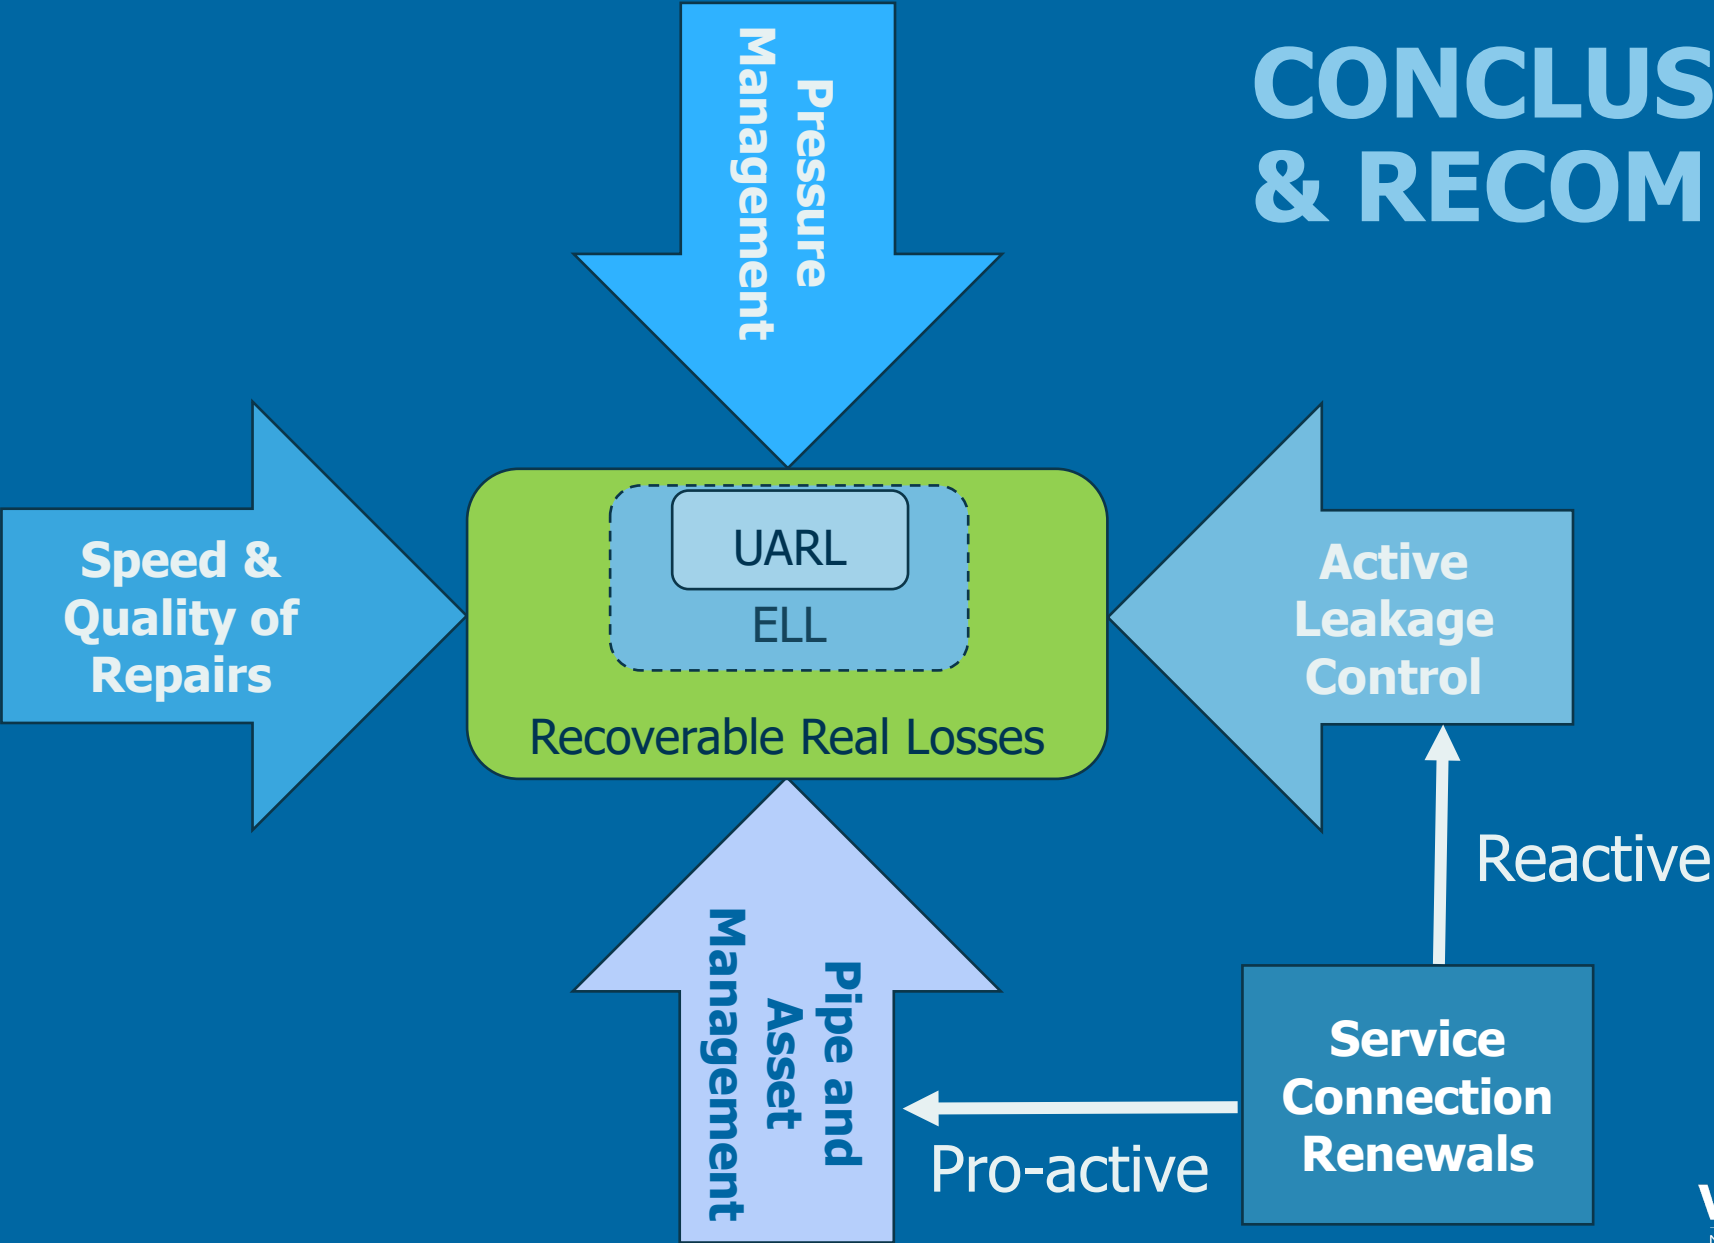 CONCLUS
& RECOM
Pressure
Management
Speed &
Quality of
Repairs
UARL
ELL
Recoverable Real Losses
Active
Leakage
Control
Reactive
Pipe and
Asset
Management
Pro-active
Service
Connection
Renewals